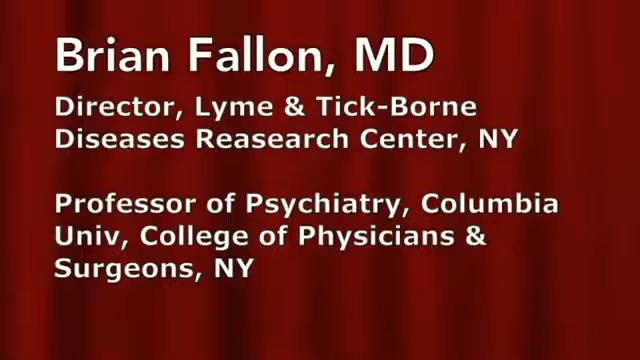 Brian Fallon, MD
Director, Lyme & Tick-Borne
Diseases Reasearch Center, NY
Professor of Psychiatry, Columbia
Univ, College of Physicians &
Surgeons, NY